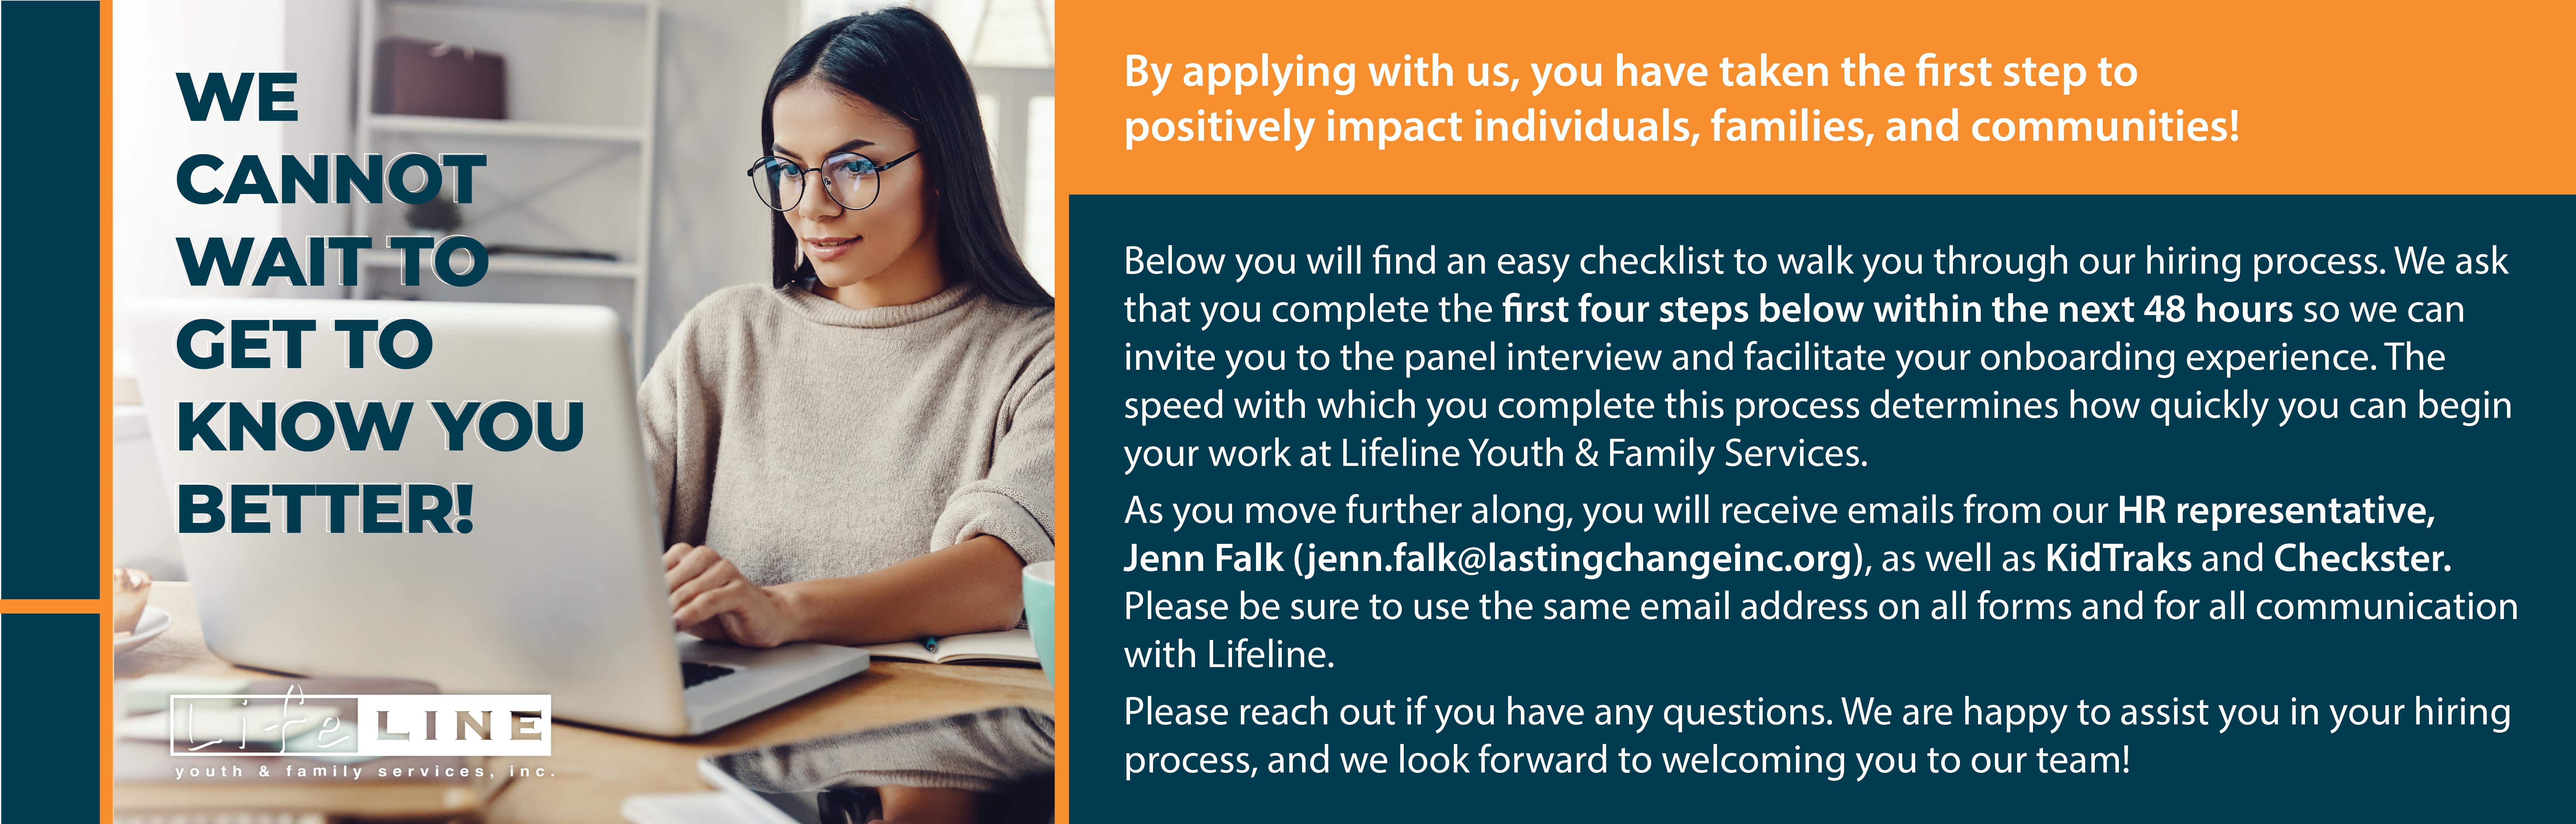 WE
CANNOT
WAIT TO
GET TO
KNOW YOU
BETTER!
Life LINE
youth & family services, inc.
By applying with us, you have taken the first step to
positively impact individuals, families, and communities!
Below you will find an easy checklist to walk you through our hiring process. We ask
that you complete the first four steps below within the next 48 hours so we can
invite you to the panel interview and facilitate your onboarding experience. The
speed with which you complete this process determines how quickly you can begin
your work at Lifeline Youth & Family Services.
As you move further along, you will receive emails from our HR representative,
Jenn Falk (jenn.falk@lastingchangeinc.org), as well as KidTraks and Checkster.
Please be sure to use the same email address on all forms and for all communication
with Lifeline.
Please reach out if you have any questions. We are happy to assist you in your hiring
process, and we look forward to welcoming you to our team!